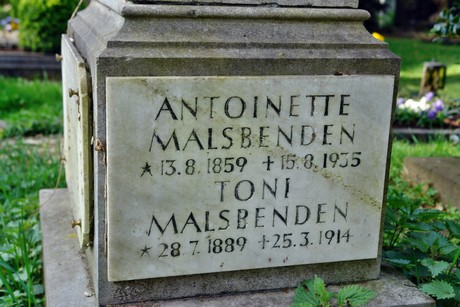 ANTOINETTE
MALSBENDEN
★ 13.8.1859 ✝ 15.8.1935
TONI
MALSBENDEN
★ 28.7.1889 ✝ 25.3.1914